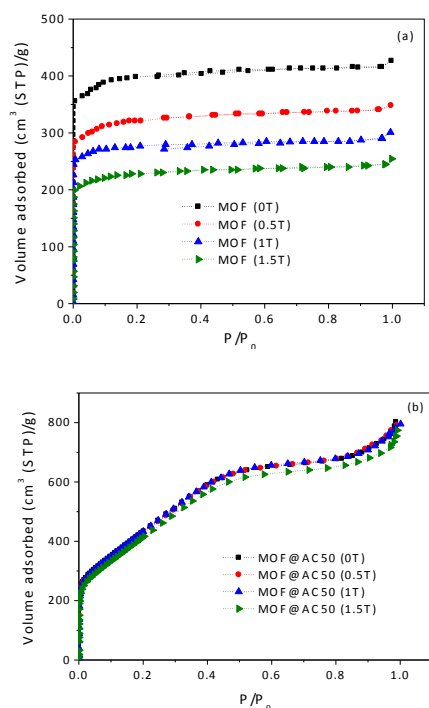 (a)
500
400
300
200
100
0
Volume adsorbed (cm³ (STP)/g)
MOF (0T)
MOF (0.5T)
MOF (1T)
MOF (1.5T)
0.0 0.2 0.4 0.6 0.8 1.0
P/P₀
(b)
800
600
400
200
0
Volume adsorbed (cm³ (STP)/g)
MOF@AC50 (0T)
MOF@AC50 (0.5T)
MOF@AC50 (1T)
MOF@AC50 (1.5T)
0.0 0.2 0.4 0.6 0.8 1.0
P/P₀